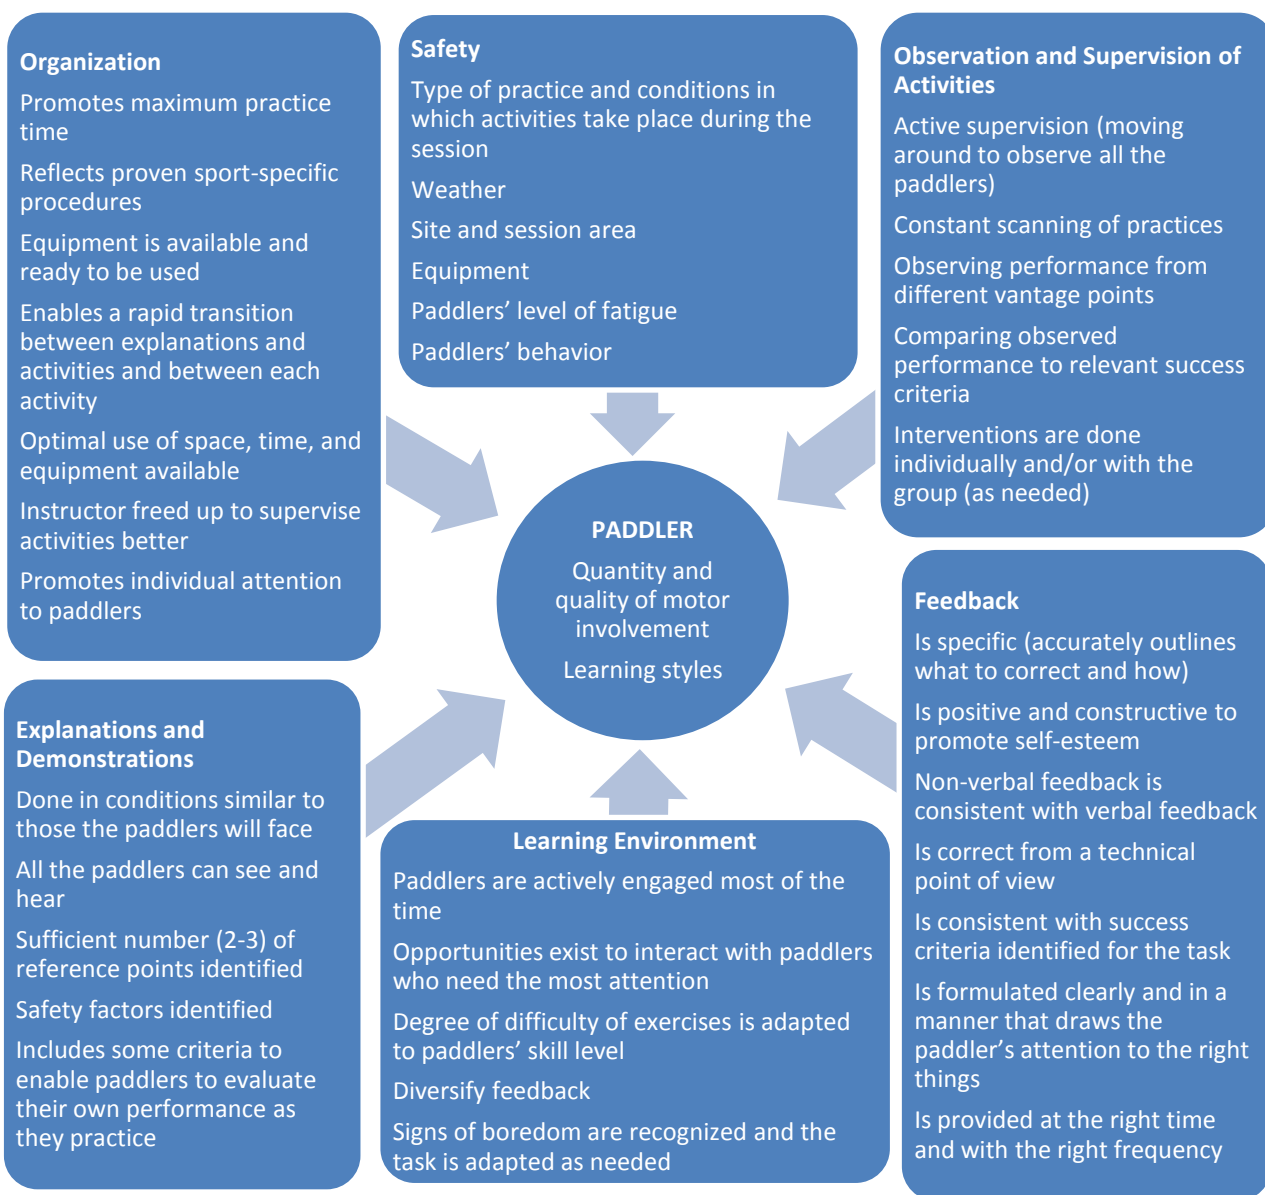 Organization
Promotes maximum practice
time
Reflects proven sport-specific
procedures
Equipment is available and
ready to be used
Enables a rapid transition
between explanations and
activities and between each
activity
Optimal use of space, time, and
equipment available
Instructor freed up to supervise
activities better
Promotes individual attention
to paddlers
Safety
Type of practice and conditions in
which activities take place during the
session
Weather
Site and session area
Equipment
Paddlers’ level of fatigue
Paddlers’ behavior
Observation and Supervision of
Activities
Active supervision (moving
around to observe all the
paddlers)
Constant scanning of practices
Observing performance from
different vantage points
Comparing observed
performance to relevant success
criteria
Interventions are done
individually and/or with the
group (as needed)
PADDLER
Quantity and
quality of motor
involvement
Learning styles
Explanations and
Demonstrations
Done in conditions similar to
those the paddlers will face
All the paddlers can see and
hear
Sufficient number (2-3) of
reference points identified
Safety factors identified
Includes some criteria to
enable paddlers to evaluate
their own performance as
they practice
Learning Environment
Paddlers are actively engaged most of the
time
Opportunities exist to interact with paddlers
who need the most attention
Degree of difficulty of exercises is adapted
to paddlers’ skill level
Diversify feedback
Signs of boredom are recognized and the
task is adapted as needed
Feedback
Is specific (accurately outlines
what to correct and how)
Is positive and constructive to
promote self-esteem
Non-verbal feedback is
consistent with verbal feedback
Is correct from a technical
point of view
Is consistent with success
criteria identified for the task
Is formulated clearly and in a
manner that draws the
paddler’s attention to the right
things
Is provided at the right time
and with the right frequency